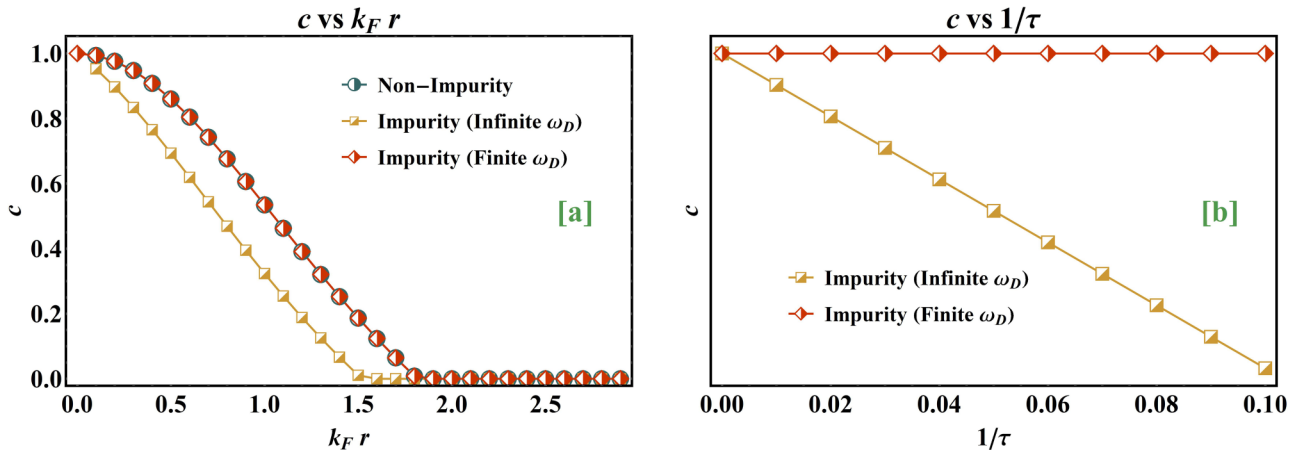 c vs k_F r
1.0
0.8
0.6
0.4
0.2
0.0
c
Non−Impurity
Impurity (Infinite ω_D)
Impurity (Finite ω_D)
[a]
0.0 0.5 1.0 1.5 2.0 2.5
k_F r
c vs 1/τ
c
[b]
Impurity (Infinite ω_D)
Impurity (Finite ω_D)
0.00 0.02 0.04 0.06 0.08 0.10
1/τ